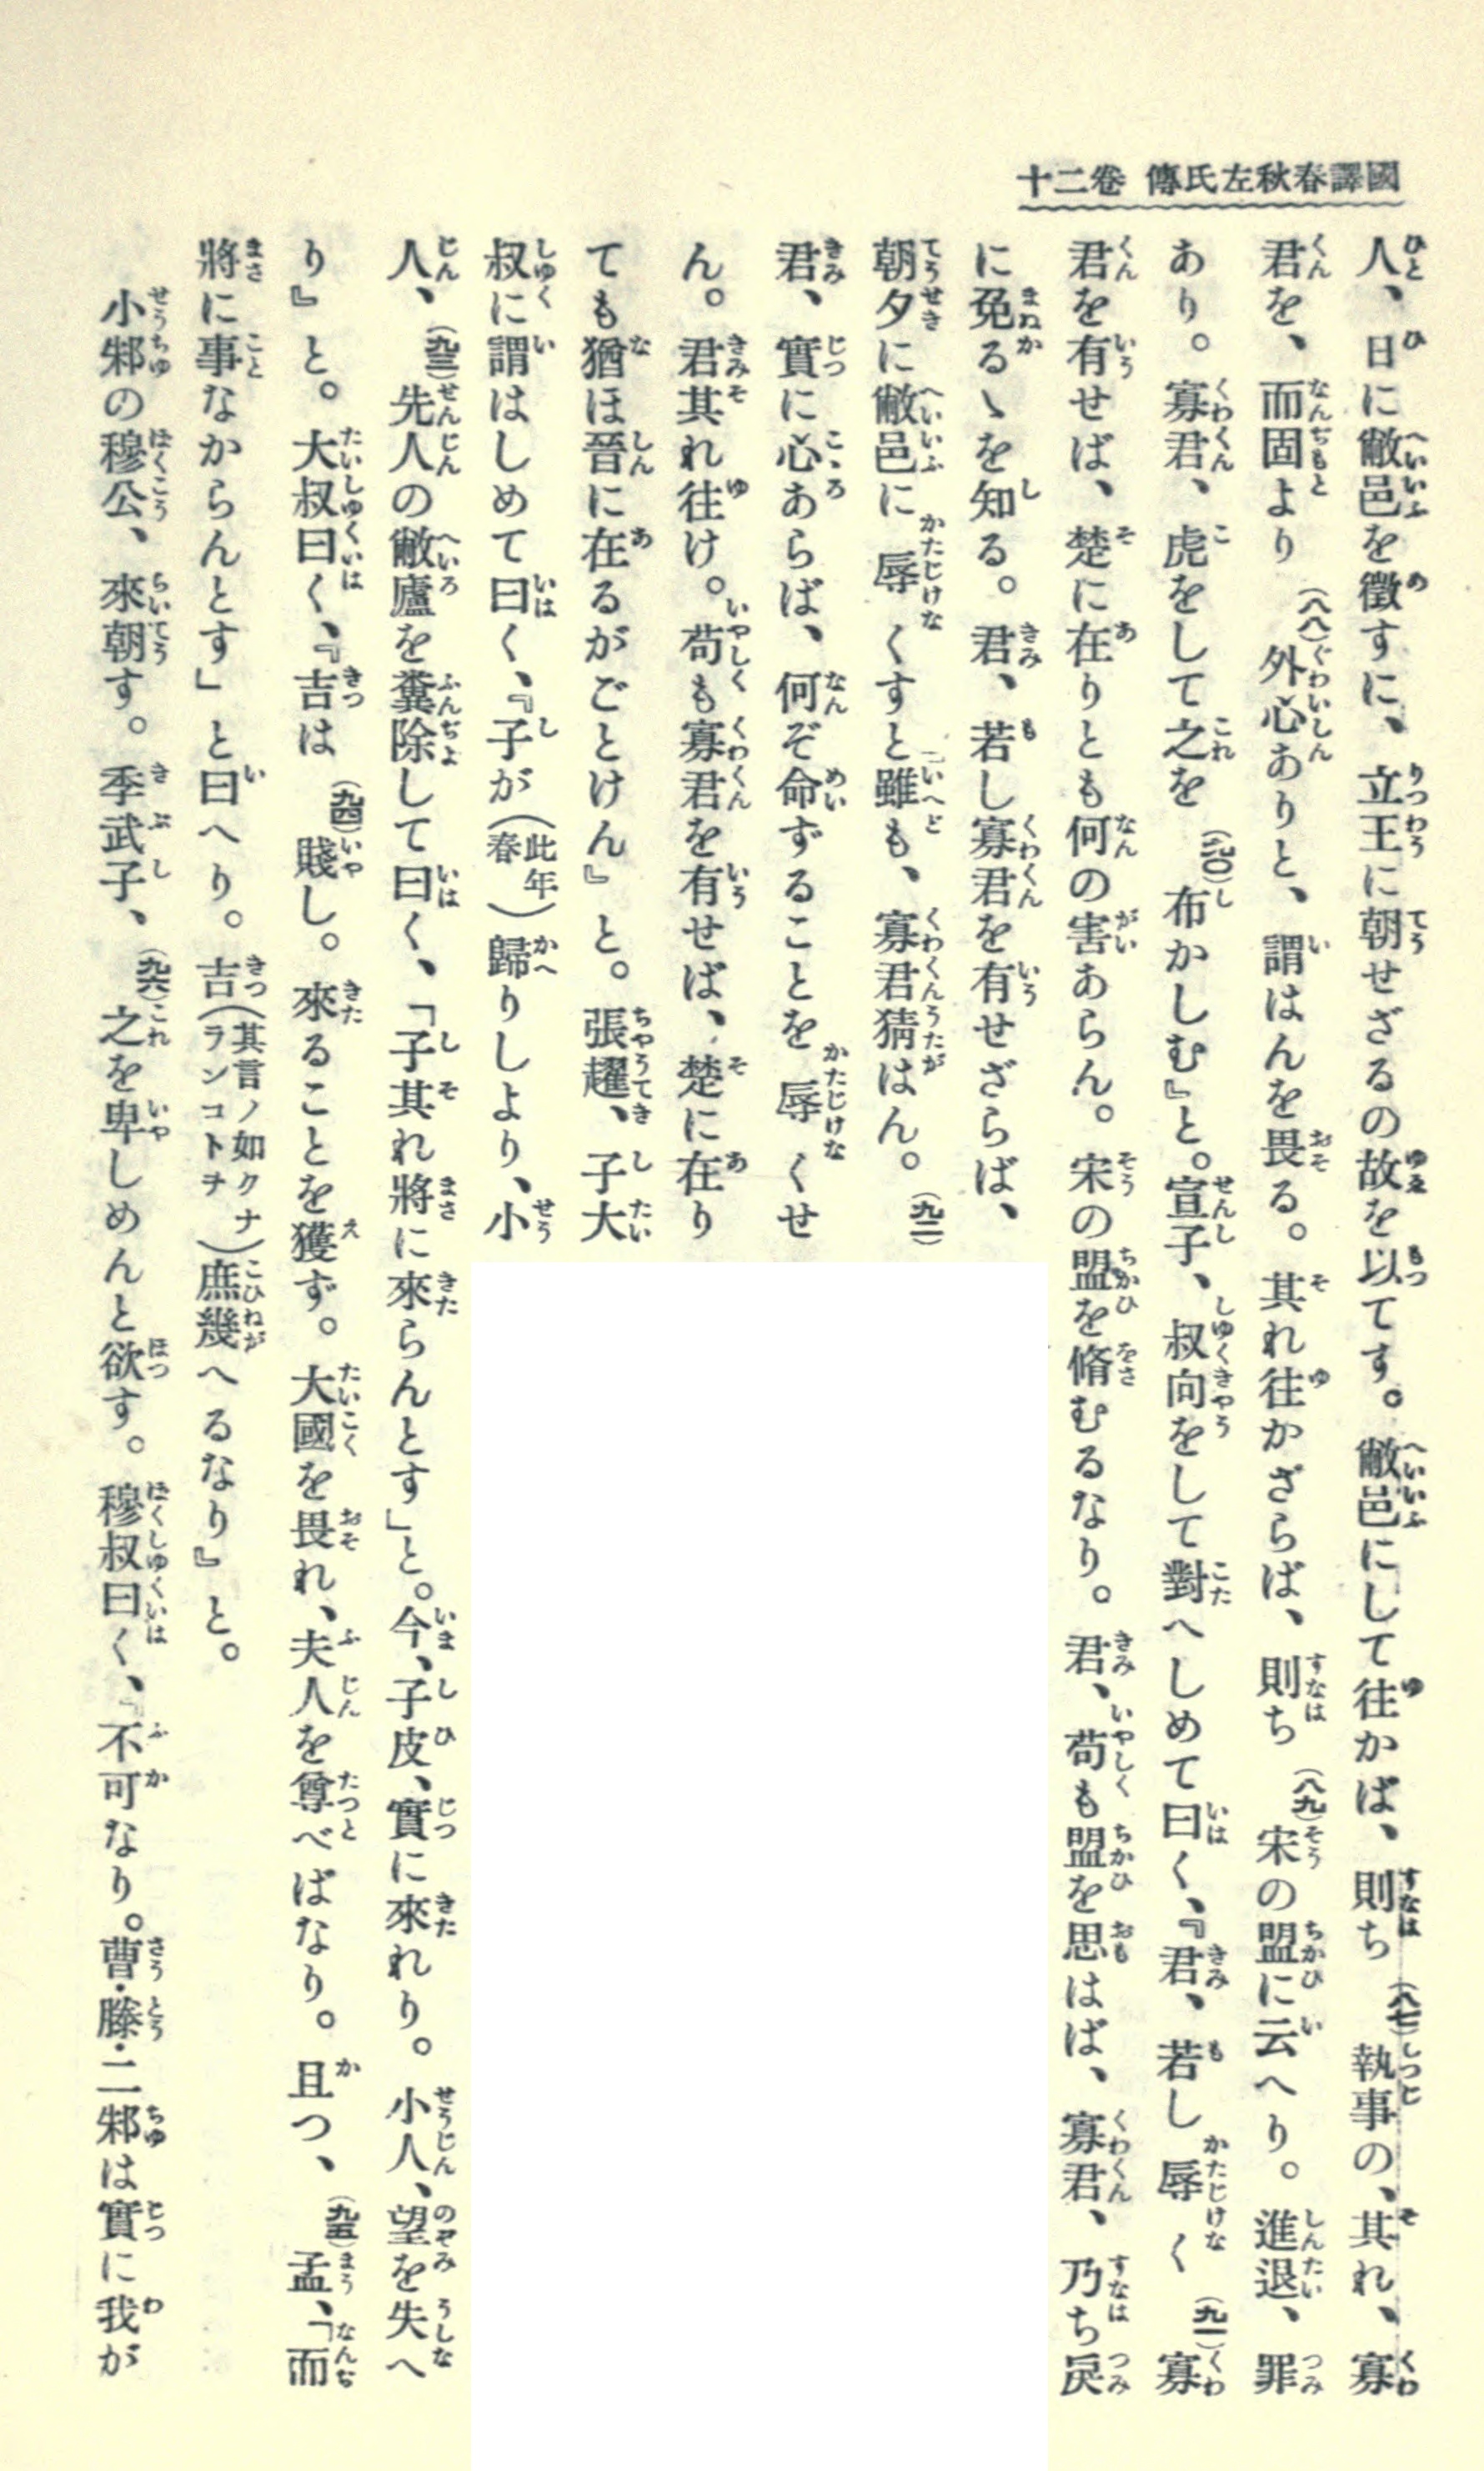 國譯春秋左氏傳 卷二十
人、日に敝邑を徵すに、立王に朝せざるの故を以てす。敝邑にして往かば、則ち(八七)執事の、其れ、寡
君を、而固より(八八)外心ありと、謂はんを畏る。其れ往かざらば、則ち(八九)宋の盟に云へり。進退、罪
あり。寡君、虎をして之を(九〇)布かしむ』と。宣子、叔向をして對へしめて曰く、『君、若し辱く(九一)寡
君を有せば、楚に在りとも何の害あらん。宋の盟を脩むるなり。君、苟も盟を思はば、寡君、乃ち戾
に免るゝを知る。君、若し寡君を有せざらば、
朝夕に敝邑に辱くすと雖も、寡君猜はん。(九二)
君、實に心あらば、何ぞ命ずることを辱くせ
ん。君其れ往け。苟も寡君を有せば、楚に在り
ても猶ほ晉に在るがごとけん』と。張趯、子大
叔に謂はしめて曰く、『子が(此年春)歸りしより、小
人、(九三)先人の敝廬を糞除して曰く、「子其れ將に來らんとす」と。今、子皮、實に來れり。小人、望を失へ
り』と。大叔曰く、『吉は(九四)賤し。來ることを獲ず。大國を畏れ、夫人を尊べばなり。且つ、(九五)孟、「而
將に事なからんとす」と曰へり。吉(其言ノ如クナランコトヲ)庶幾へるなり』と。
小邾の穆公、來朝す。季武子、(九六)之を卑しめんと欲す。穆叔曰く、『不可なり。曹・滕・二邾は實に我が